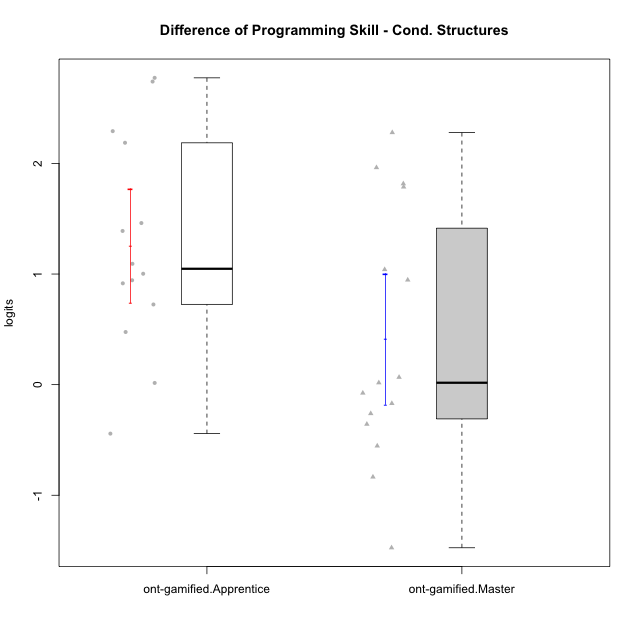 Difference of Programming Skill - Cond. Structures
logits
2
1
0
-1
ont-gamified.Apprentice
ont-gamified.Master